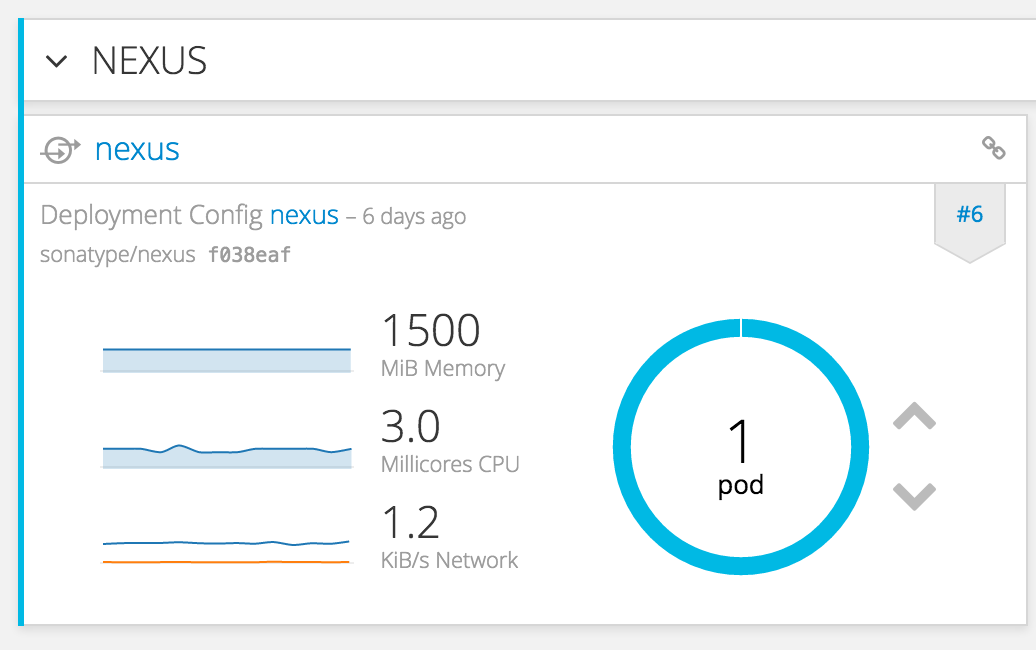 NEXUS
nexus
Deployment Config nexus – 6 days ago
#6
sonatype/nexus f038eaf
1500
MiB Memory
3.0
Millicores CPU
1.2
KiB/s Network
1
pod